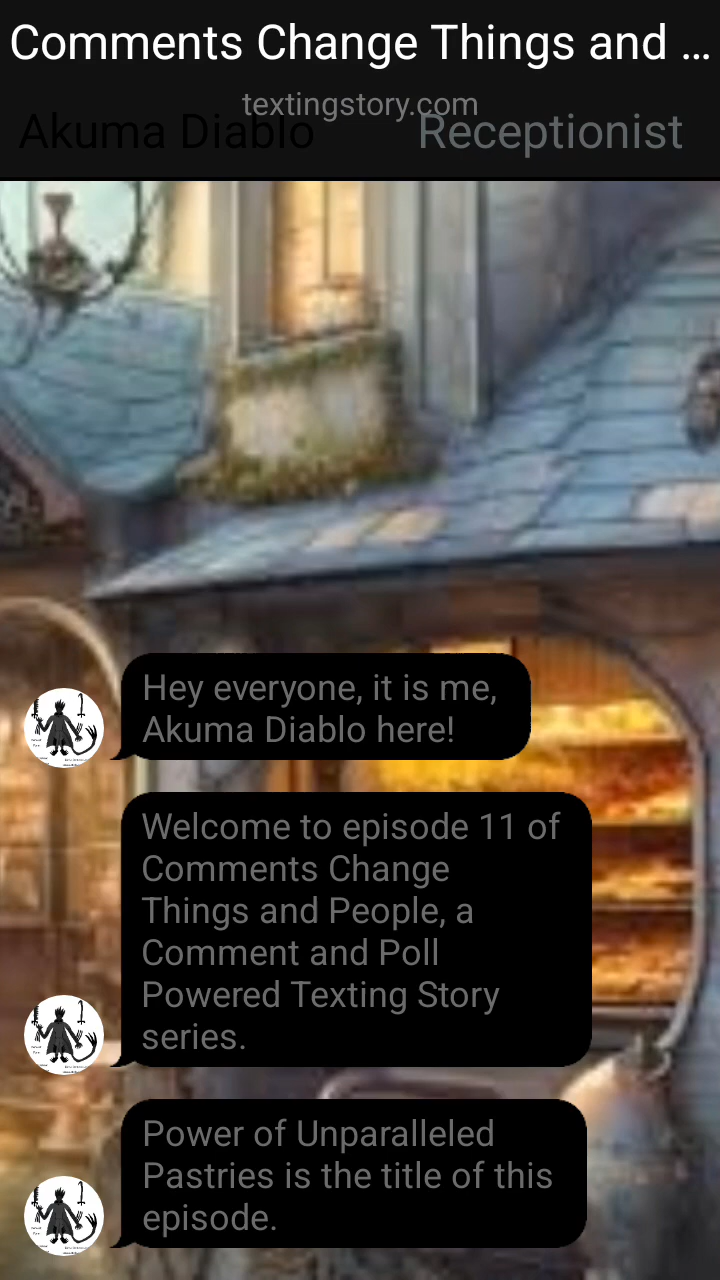 Comments Change Things and ...
textingstory.com
Akuma Diablo
Receptionist
Hey everyone, it is me,
Akuma Diablo here!
Welcome to episode 11 of
Comments Change
Things and People, a
Comment and Poll
Powered Texting Story
series.
Power of Unparalleled
Pastries is the title of this
episode.